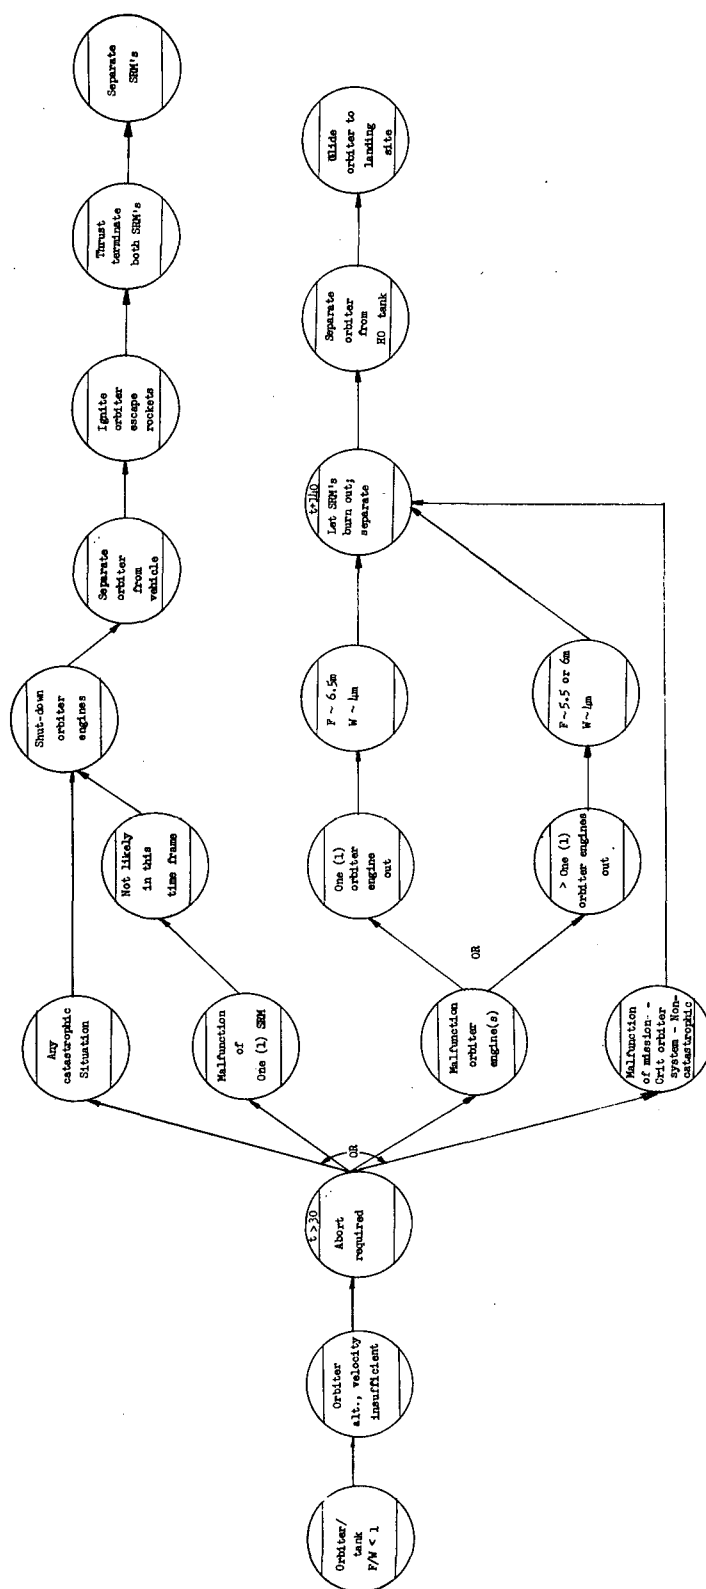 Orbiter/
tank
F/W < 1
Orbiter
alt., velocity
insufficient
t >30
Abort
required
OR
Any
catastrophic
Situation
Malfunction
of
One (1) SRM
Malfunction
orbiter
engine(s)
Malfunction
of mission- -
Crit orbiter
system - Non-
catastrophic
Not likely
in this
time frame
OR
One (1)
orbiter
engine
out
> One (1)
orbiter engines
out
Shut-down
orbiter
engines
F ~ 6.5m
W ~ 4m
F ~ 5.5 or 6m
W ~ 4m
Separate
orbiter
from
vehicle
t+140
Let SRM's
burn out;
separate
Ignite
orbiter
escape
rockets
Separate
orbiter
from
HO tank
Thrust
terminate
both SRM's
Glide
orbiter to
landing
site
Separate
SRM's